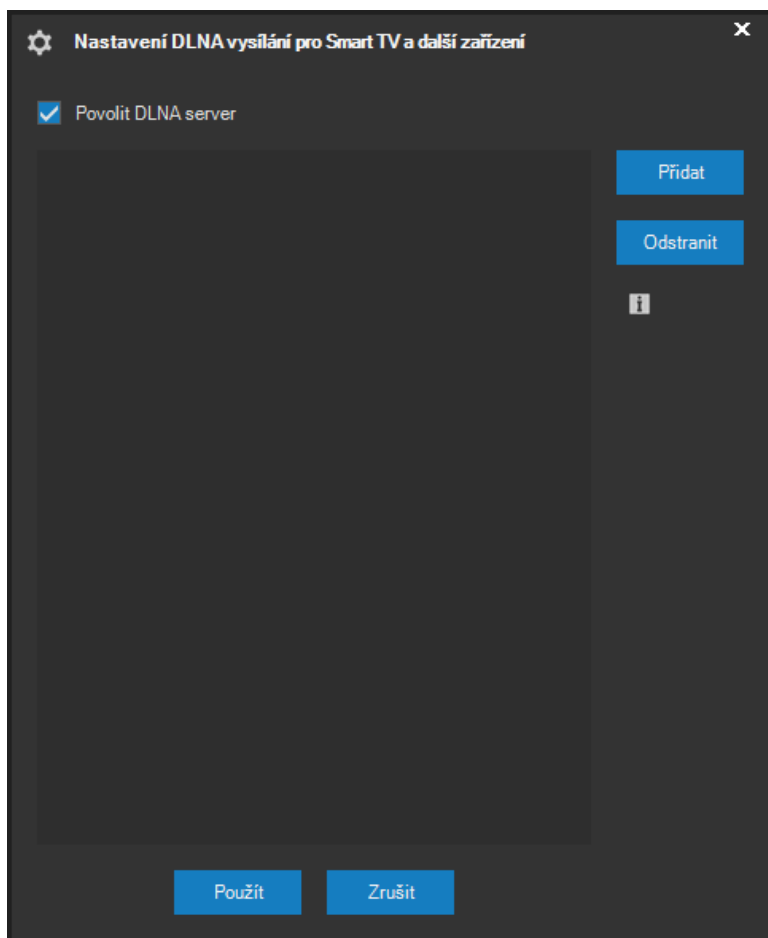 Nastavení DLNA vysílání pro Smart TV a další zařízení
Povolit DLNA server
Přidat
Odstranit
Použít
Zrušit